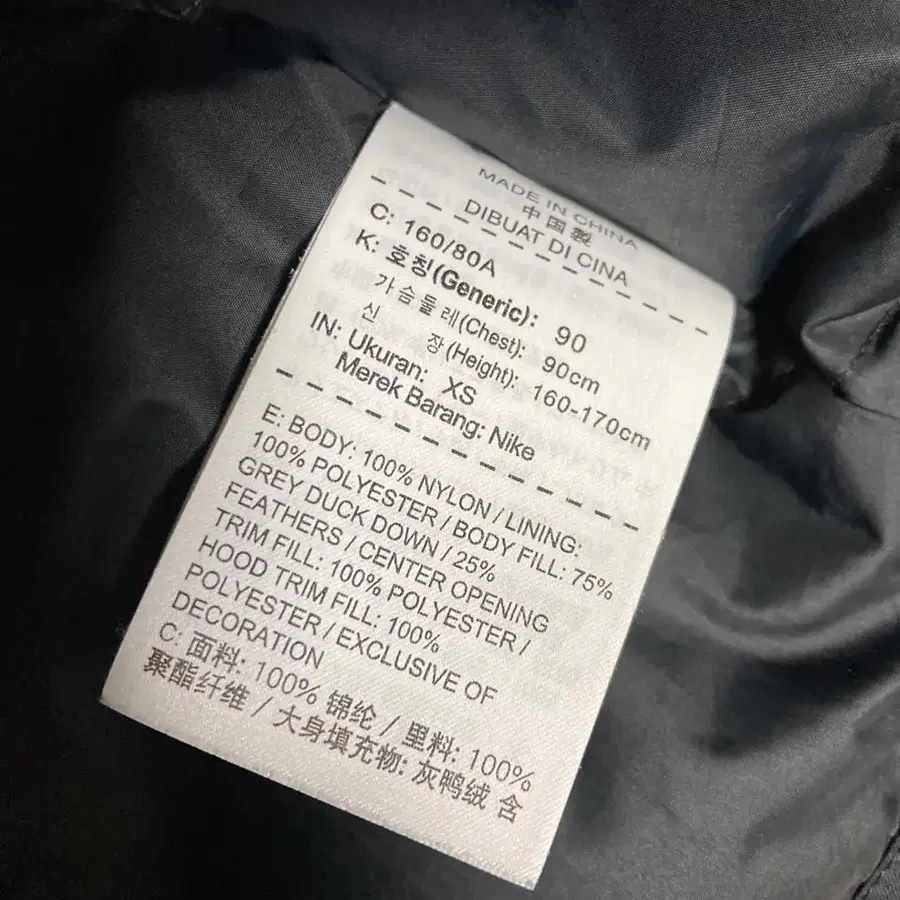 MADE IN CHINA
中国製
DIBUAT DI CINA
C: 160/80A
K: 호칭(Generic): 90
가슴둘레(Chest): 90cm
신 장(Height): 160-170cm
IN: Ukuran: XS
Merek Barang: Nike
E: BODY: 100% NYLON / LINING:
100% POLYESTER / BODY FILL: 75%
GREY DUCK DOWN / 25%
FEATHERS / CENTER OPENING
TRIM FILL: 100% POLYESTER /
HOOD TRIM FILL: 100%
POLYESTER / EXCLUSIVE OF
DECORATION
C: 面料: 100% 锦纶 / 里料: 100%
聚酯纤维 / 大身填充物: 灰鸭绒 含